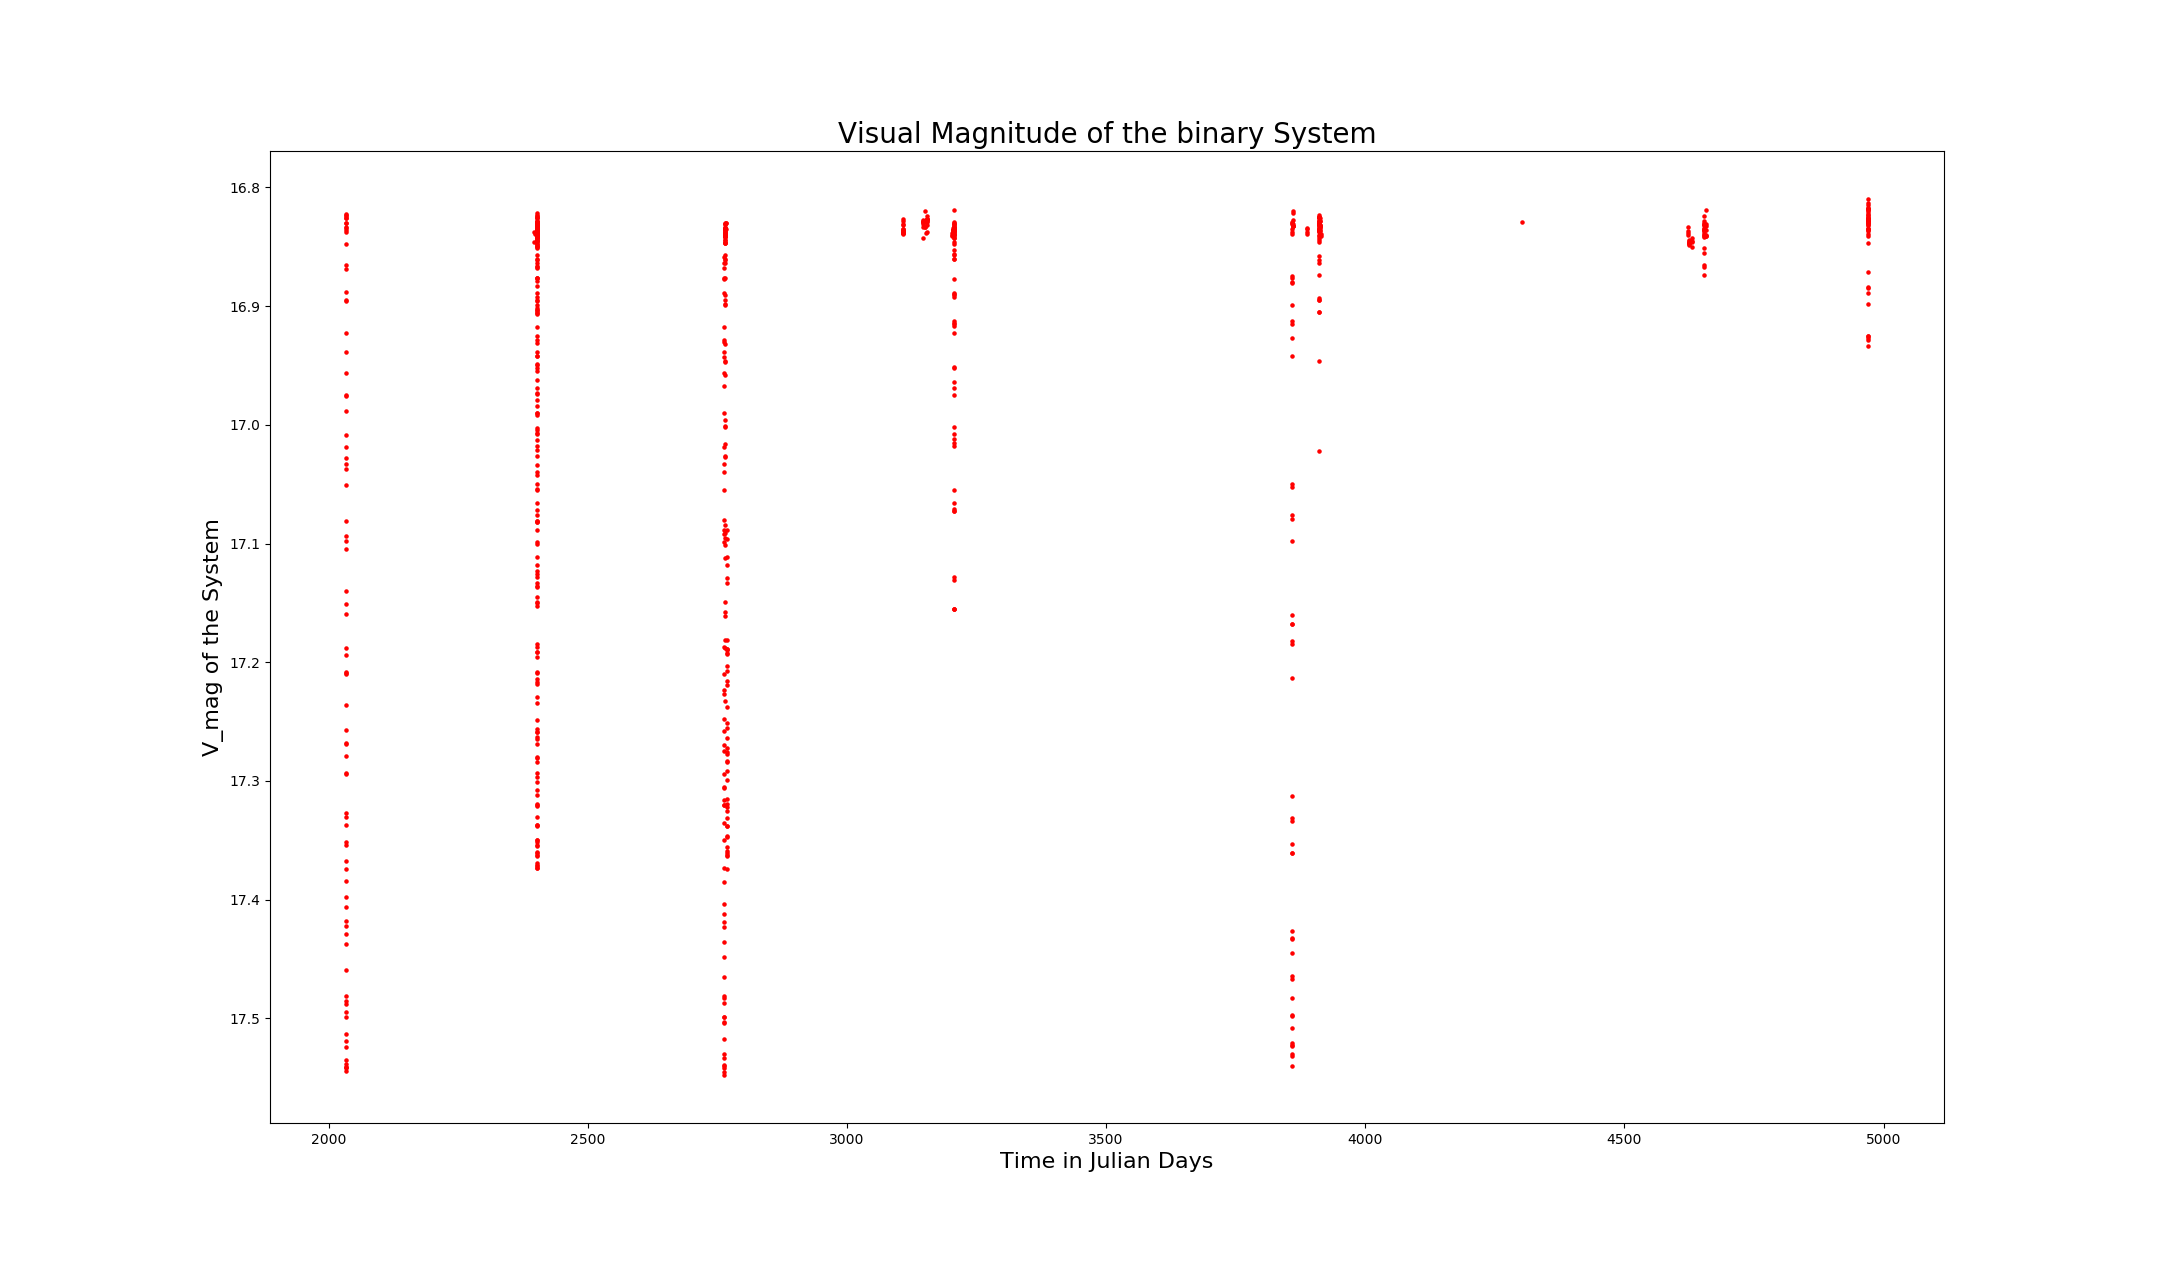 Visual Magnitude of the binary System
16.8
16.9
17.0
17.1
17.2
17.3
17.4
17.5
V_mag of the System
2000 2500 3000 3500 4000 4500 5000
Time in Julian Days